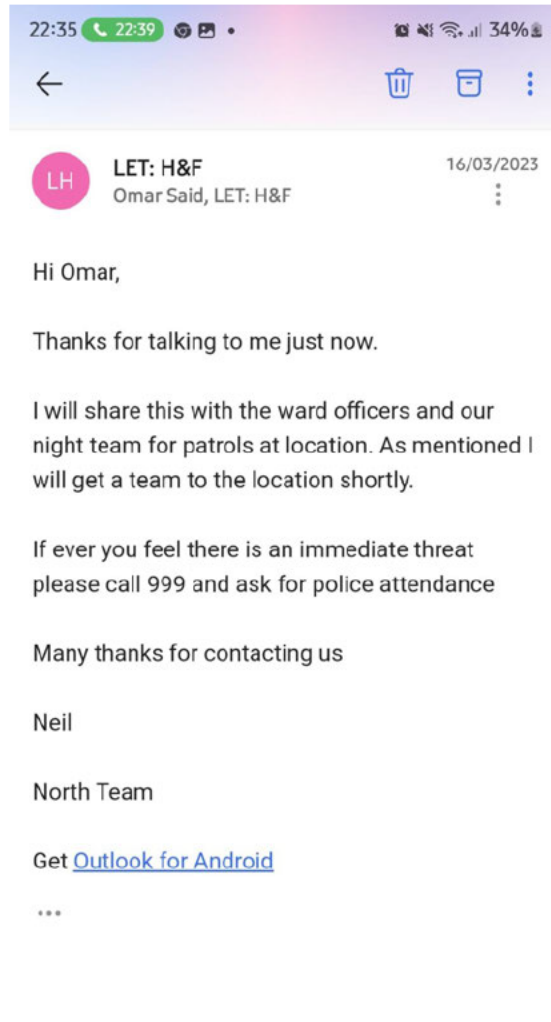 22:35 22:39 34%
LH
LET: H&F
16/03/2023
Omar Said, LET: H&F
Hi Omar,
Thanks for talking to me just now.
I will share this with the ward officers and our
night team for patrols at location. As mentioned I
will get a team to the location shortly.
If ever you feel there is an immediate threat
please call 999 and ask for police attendance
Many thanks for contacting us
Neil
North Team
Get Outlook for Android